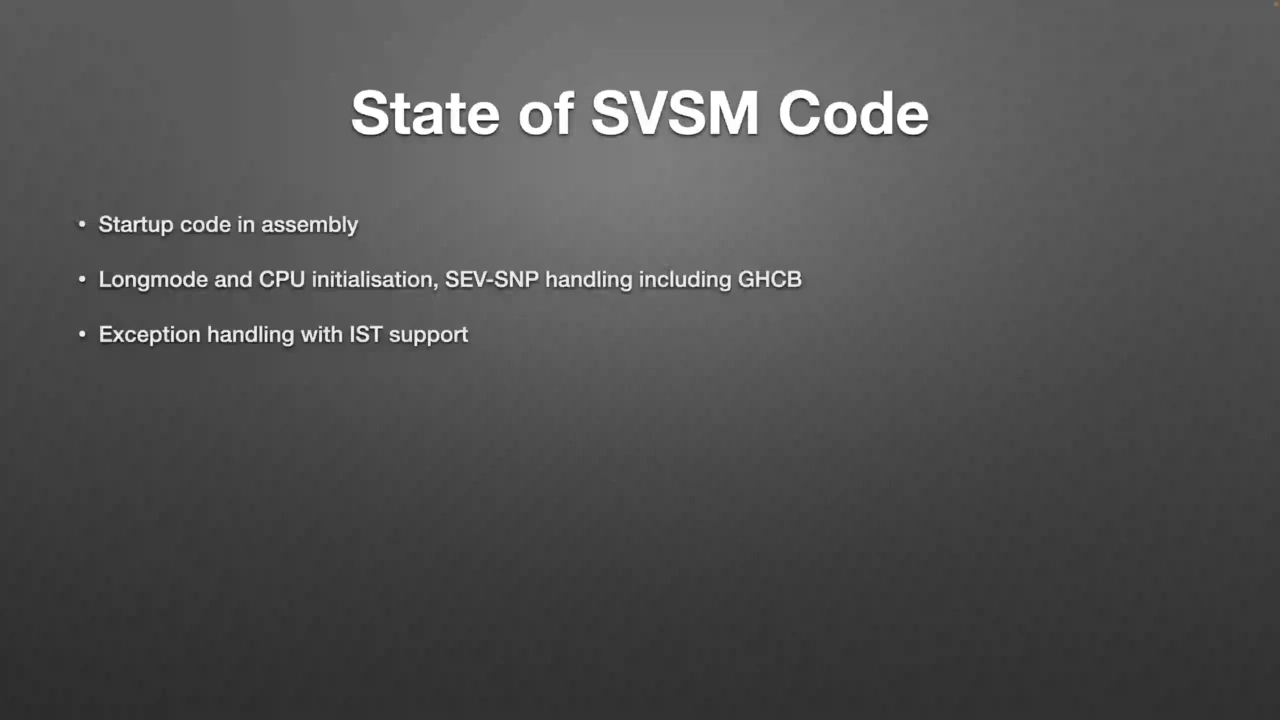 State of SVSM Code
• Startup code in assembly
• Longmode and CPU initialisation, SEV-SNP handling including GHCB
• Exception handling with IST support